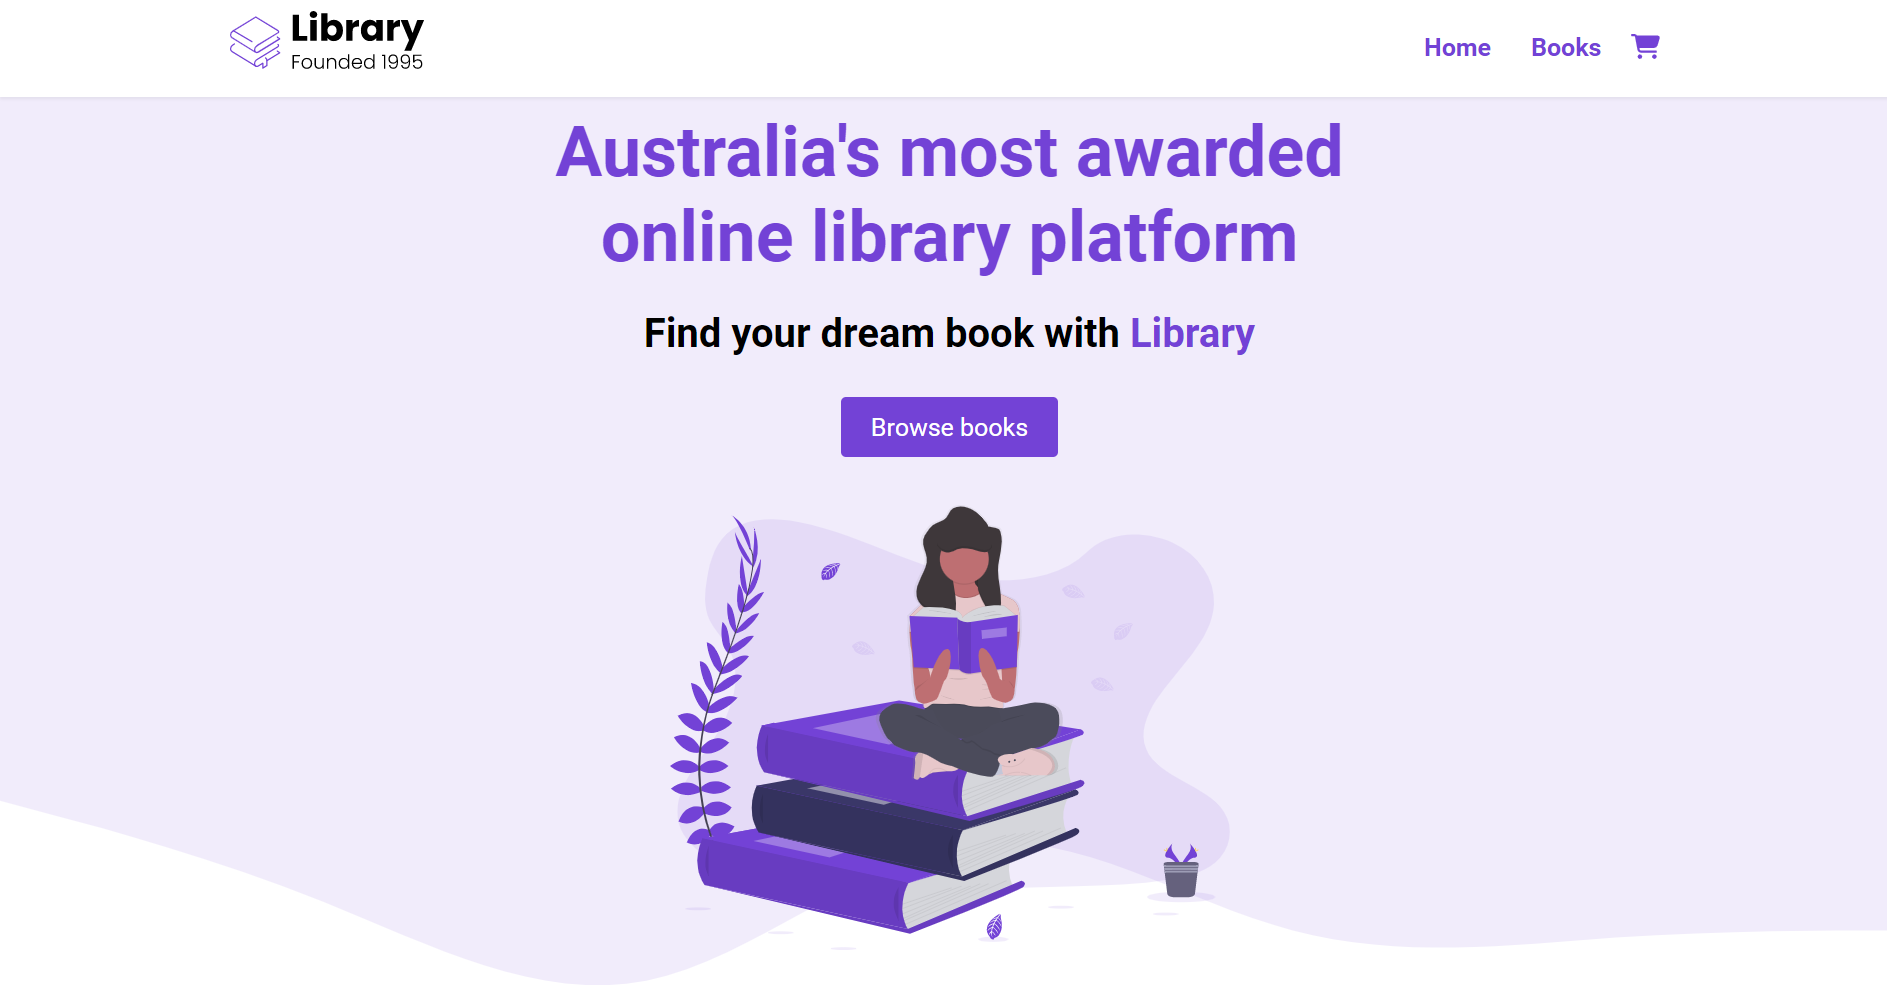 Library
Founded 1995
Home
Books
Australia's most awarded
online library platform
Find your dream book with Library
Browse books